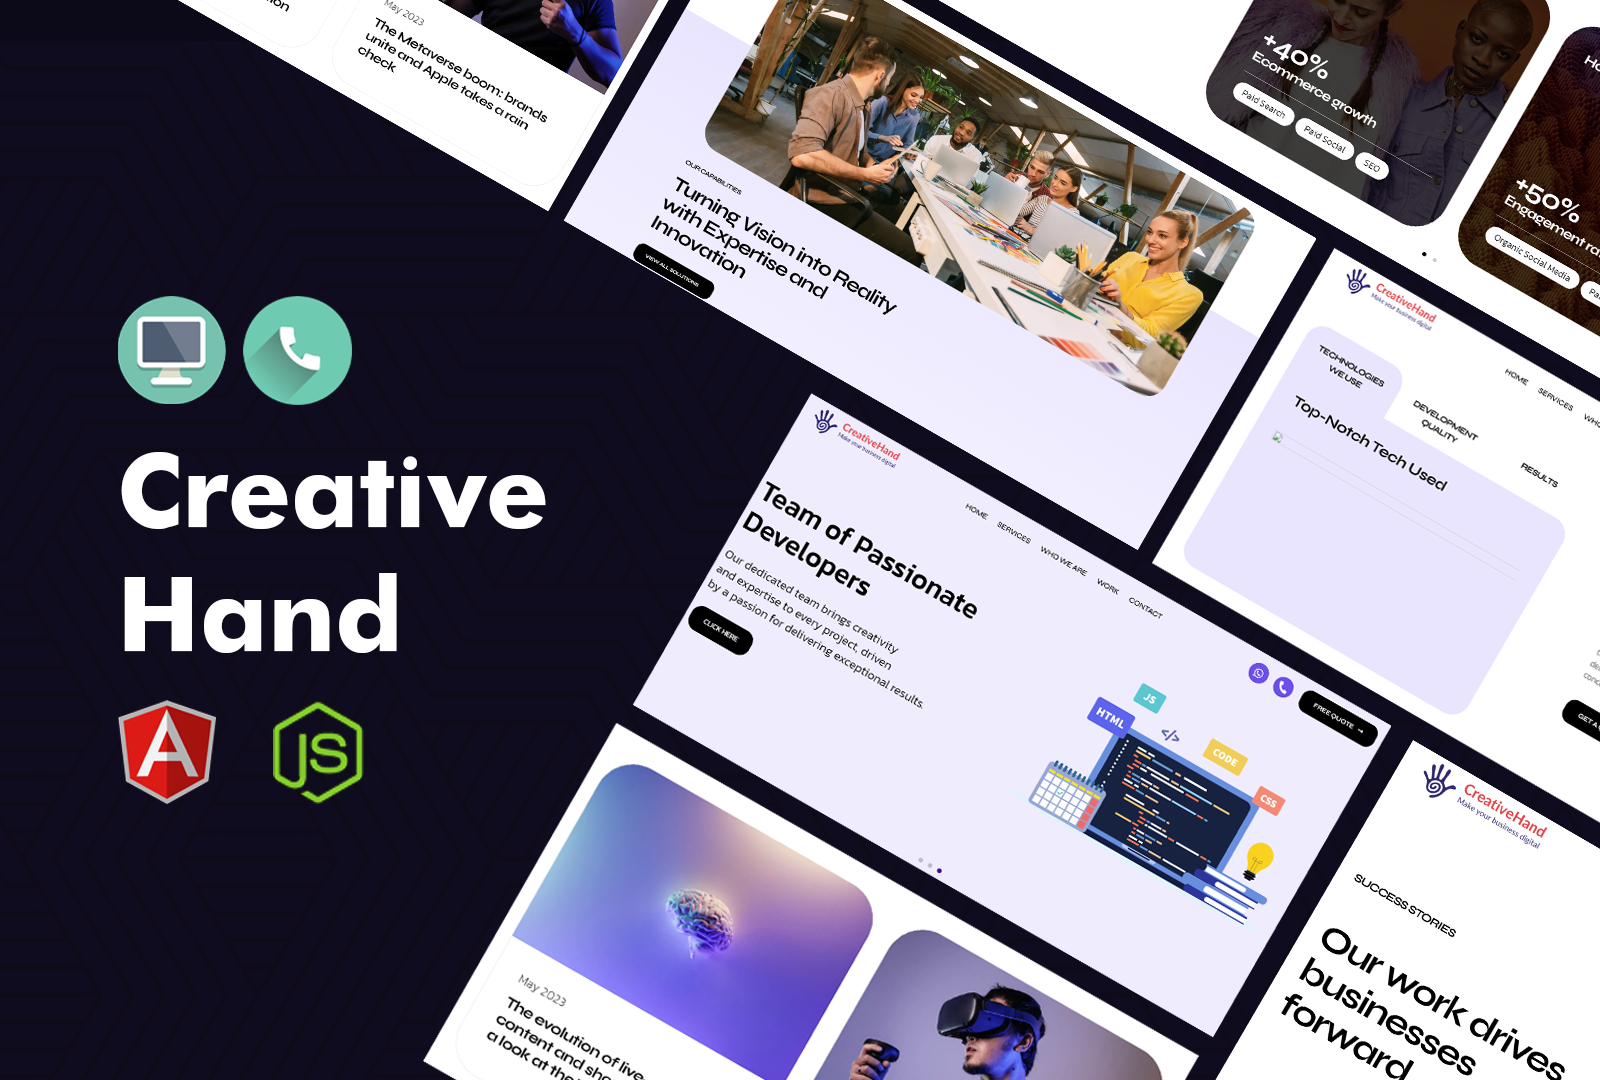 Creative
Hand
JS
May 2023
The Metaverse boom: brands
unite and Apple takes a rain
check
OUR CAPABILITIES
Turning Vision into Reality
with Expertise and
Innovation
VIEW ALL SOLUTIONS
+40%
Ecommerce growth
Paid Search
Paid Social
SEO
+50%
Engagement
Organic Social Media
CreativeHand
Make your business digital
HOME
SERVICES
TECHNOLOGIES
WE USE
DEVELOPMENT
QUALITY
RESULTS
Top-Notch Tech Used
CreativeHand
Make your business digital
HOME
SERVICES
WHO WE ARE
WORK
CONTACT
Team of Passionate
Developers
Our dedicated team brings creativity
and expertise to every project, driven
by a passion for delivering exceptional results.
CLICK HERE
FREE QUOTE →
JS
HTML
</>
CODE
CSS
May 2023
The evolution of live
content and
a look at the
CreativeHand
Make your business digital
SUCCESS STORIES
Our work drives
businesses
forward